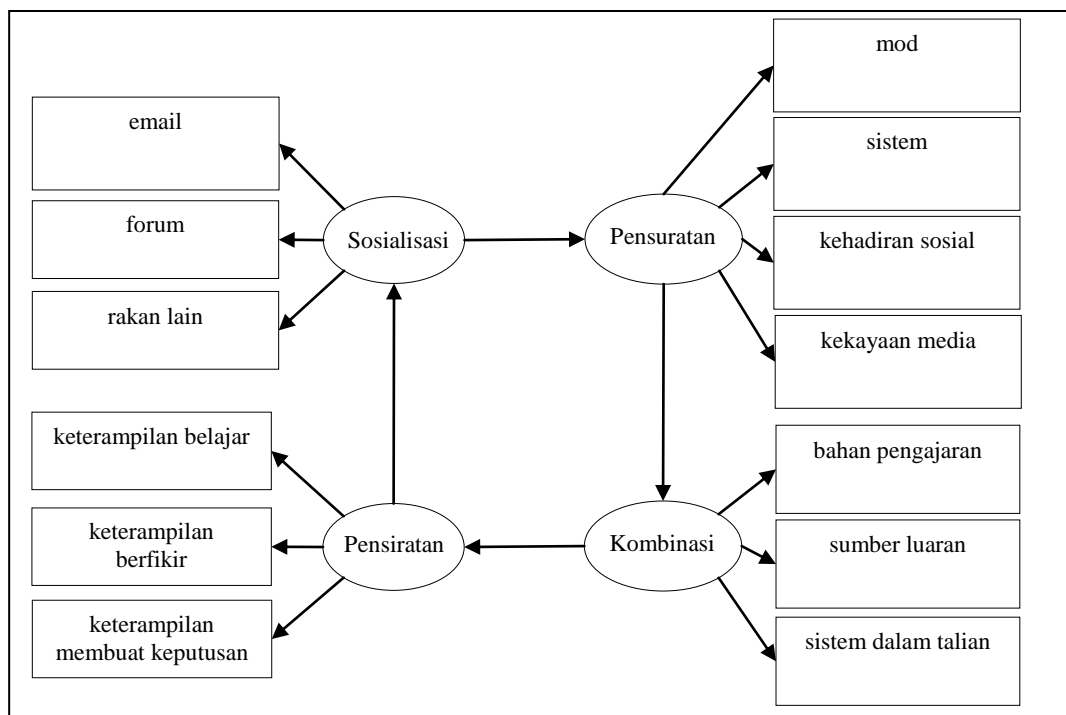 mod
email
sistem
forum
Sosialisasi
Pensuratan
kehadiran sosial
rakan lain
kekayaan media
keterampilan belajar
bahan pengajaran
keterampilan
berfikir
Pensiratan
Kombinasi
sumber luaran
keterampilan
membuat keputusan
sistem dalam talian